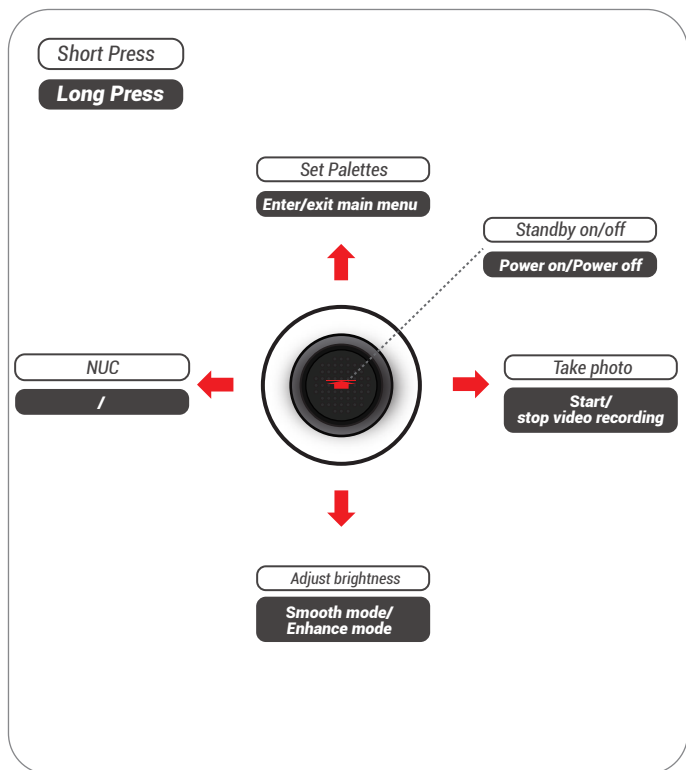 Short Press
Long Press
Set Palettes
Enter/exit main menu
Standby on/off
Power on/Power off
NUC
/
Take photo
Start/
stop video recording
Adjust brightness
Smooth mode/
Enhance mode